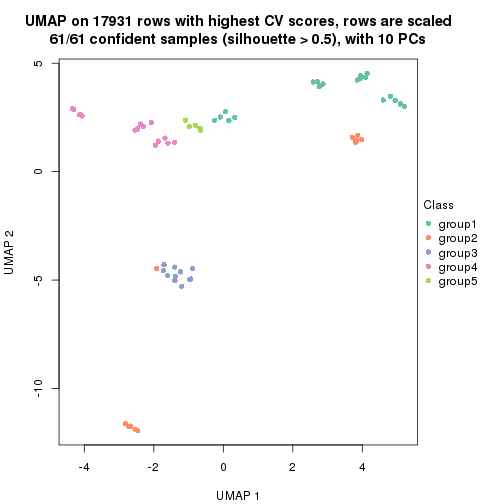 UMAP on 17931 rows with highest CV scores, rows are scaled
61/61 confident samples (silhouette > 0.5), with 10 PCs
5
0
-5
-10
UMAP 2
-4
-2
0
2
4
UMAP 1
Class
group1
group2
group3
group4
group5